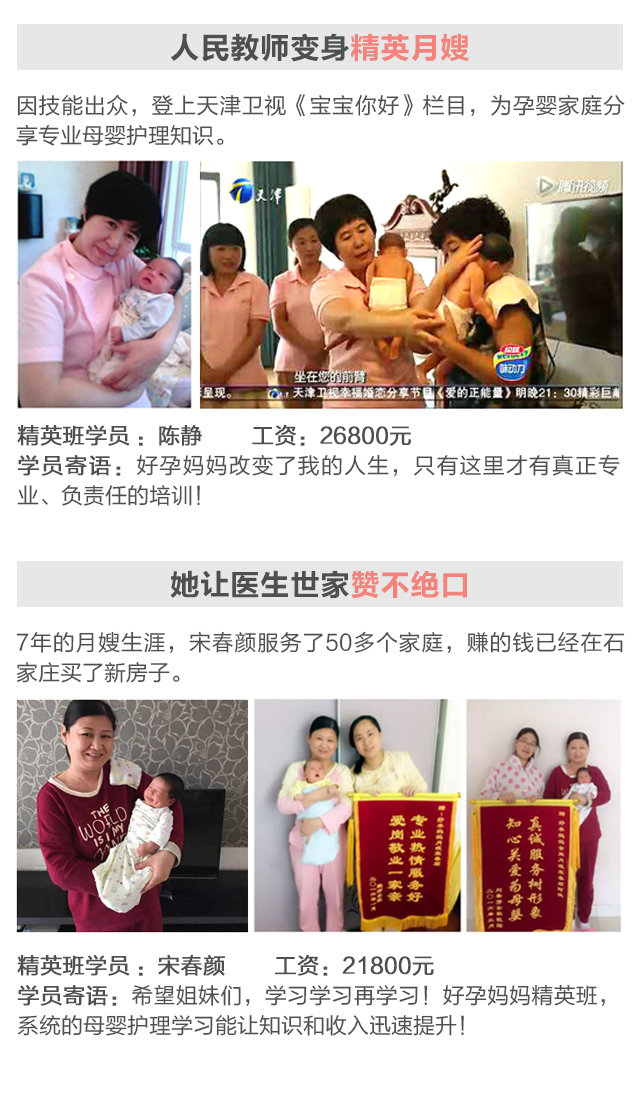 人民教师变身精英月嫂
因技能出众，登上天津卫视《宝宝你好》栏目，为孕婴家庭分
享专业母婴护理知识。
天津
腾讯视频
坐在您的前臂
彩呈现。
天津卫视幸福婚恋分享节目《爱的正能量》明晚21：30精彩巨献
味动力
精英班学员 ：陈静 工资：26800元
学员寄语：好孕妈妈改变了我的人生，只有这里才有真正专
业、负责任的培训！
她让医生世家赞不绝口
7年的月嫂生涯，宋春颜服务了50多个家庭，赚的钱已经在石
家庄买了新房子。
THE
WORLD
IS MY
专业热情服务好
爱岗敬业一家亲
真诚服务树形象
知心关爱为母婴
精英班学员 ：宋春颜 工资：21800元
学员寄语：希望姐妹们，学习学习再学习！好孕妈妈精英班，
系统的母婴护理学习能让知识和收入迅速提升！